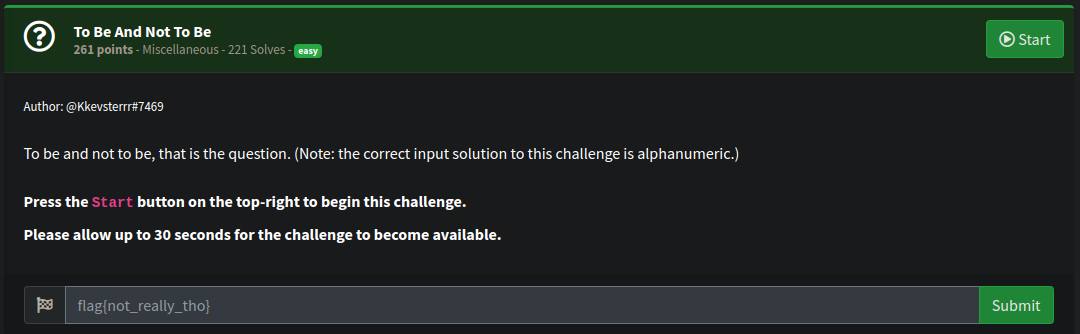 To Be And Not To Be
261 points - Miscellaneous - 221 Solves - easy
Start
Author: @Kkevsterrr#7469
To be and not to be, that is the question. (Note: the correct input solution to this challenge is alphanumeric.)
Press the Start button on the top-right to begin this challenge.
Please allow up to 30 seconds for the challenge to become available.
flag{not_really_tho}
Submit